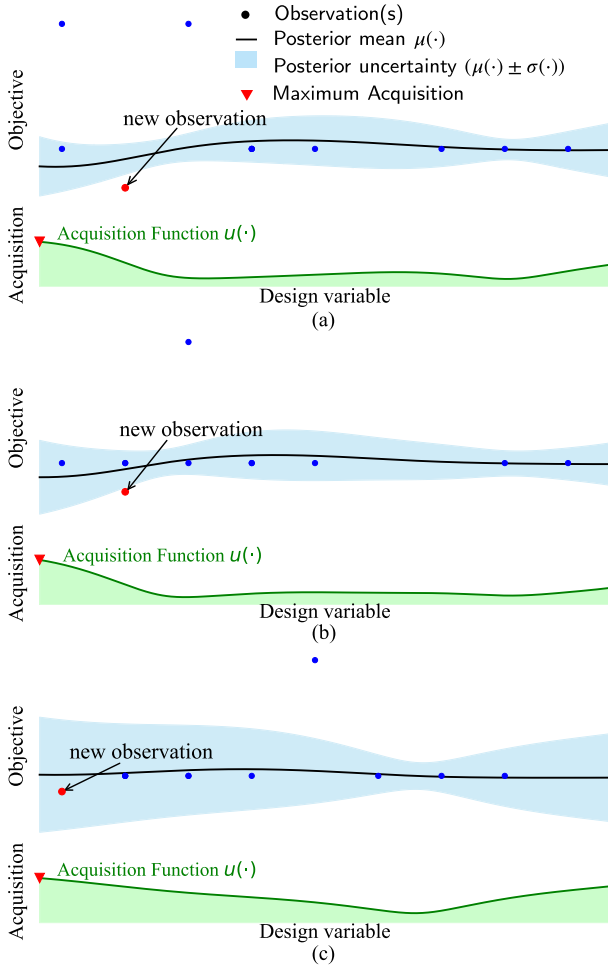 Observation(s)
Posterior mean μ(·)
Posterior uncertainty (μ(·) ± σ(·))
Maximum Acquisition
Objective
new observation
Acquisition
Acquisition Function u(·)
Design variable
(a)
Objective
new observation
Acquisition
Acquisition Function u(·)
Design variable
(b)
Objective
new observation
Acquisition
Acquisition Function u(·)
Design variable
(c)